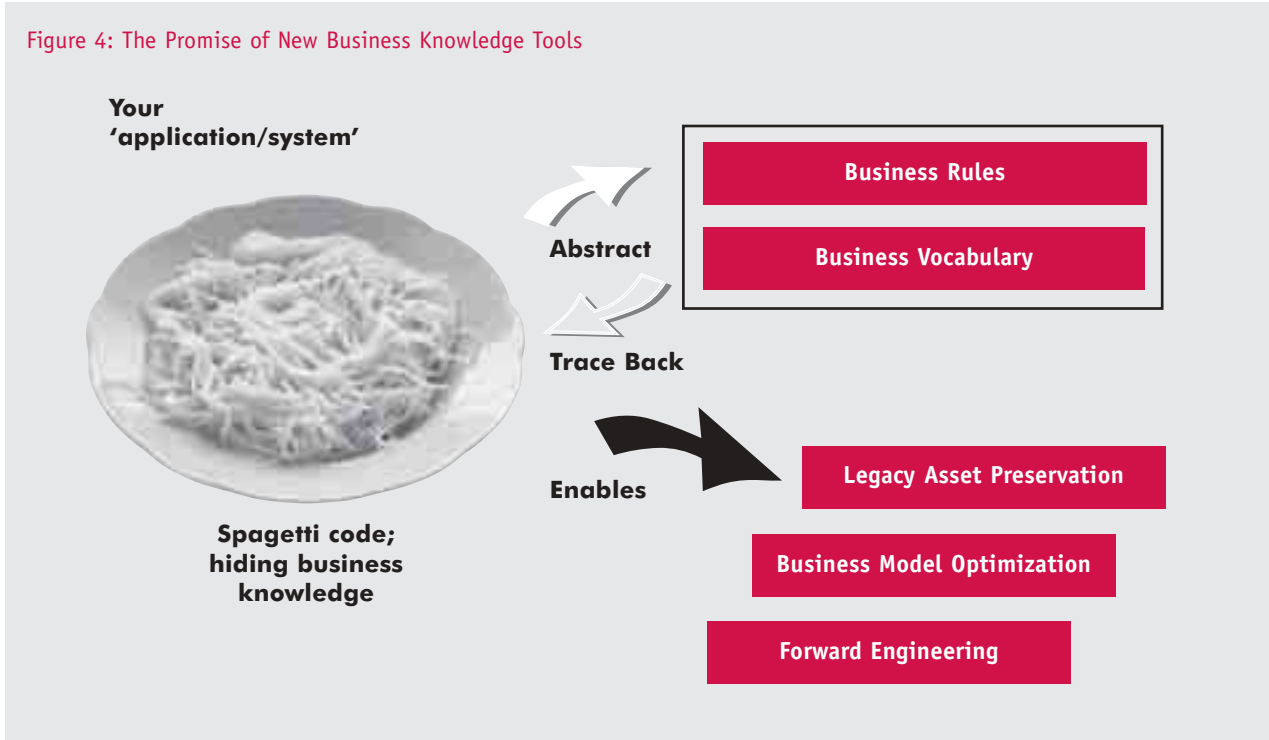 Figure 4: The Promise of New Business Knowledge Tools
Your
‘application/system’
Business Rules
Abstract
Business Vocabulary
Trace Back
Enables
Legacy Asset Preservation
Spagetti code;
hiding business
knowledge
Business Model Optimization
Forward Engineering